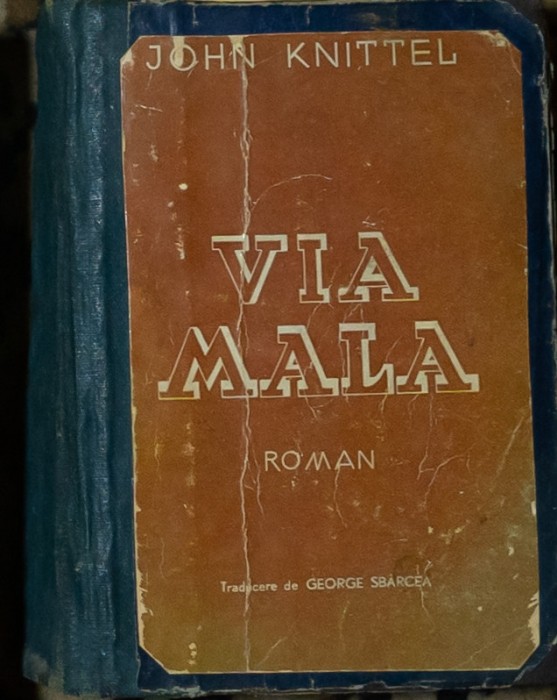 JOHN KNITTEL
VIA
MALA
ROMAN
Traducere de GEORGE SBÂRCEA